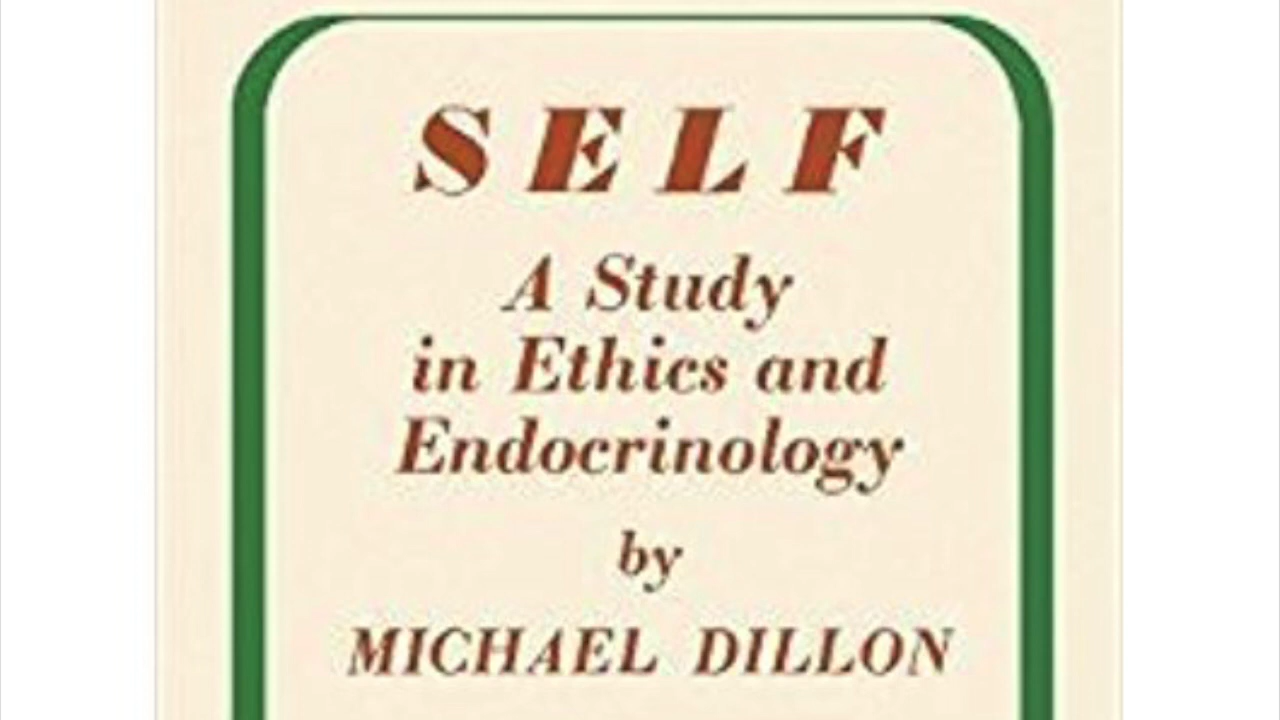 SELF
A Study
in Ethics and
Endocrinology
by
MICHAEL DILLON